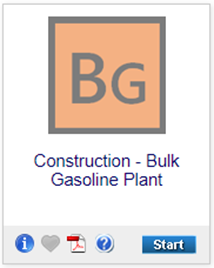 BG
Construction - Bulk
Gasoline Plant
i
?
Start